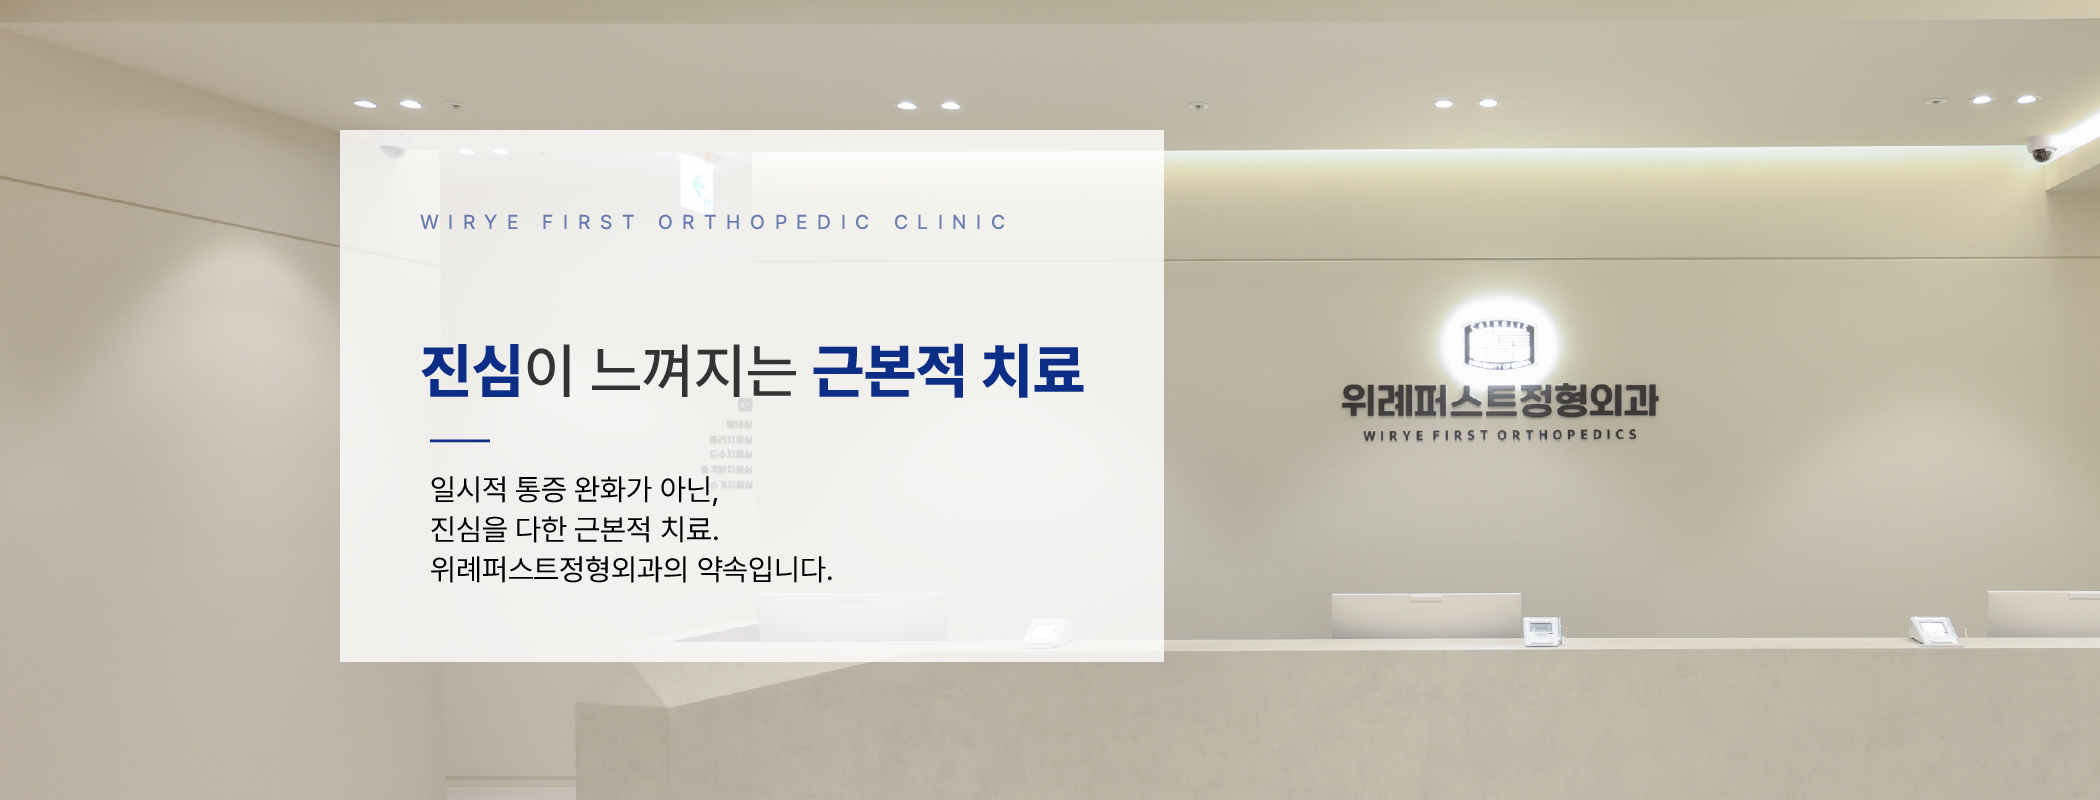 WIRYE FIRST ORTHOPEDIC CLINIC
진심이 느껴지는 근본적 치료
일시적 통증 완화가 아닌,
진심을 다한 근본적 치료.
위례퍼스트정형외과의 약속입니다.
위례퍼스트정형외과
WIRYE FIRST ORTHOPEDICS